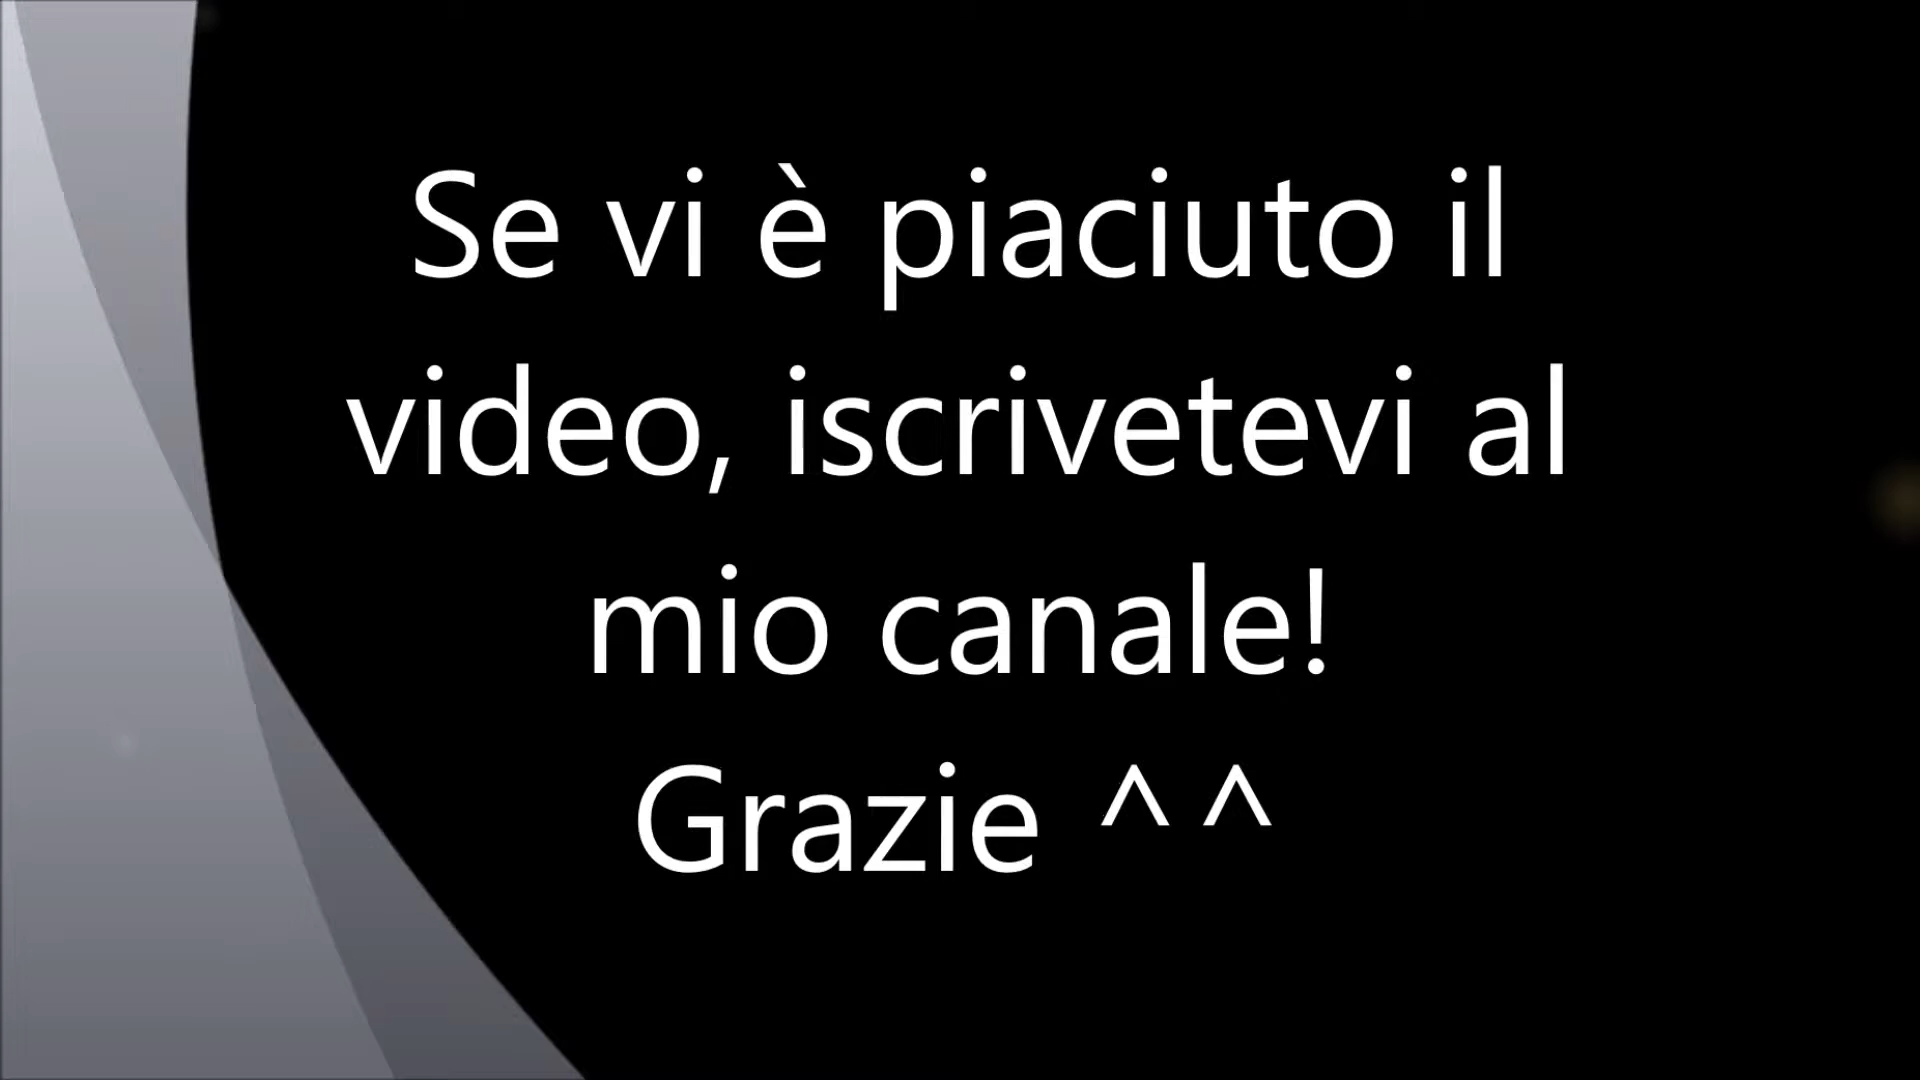 Se vi è piaciuto il
video, iscrivetevi al
mio canale!
Grazie ^^